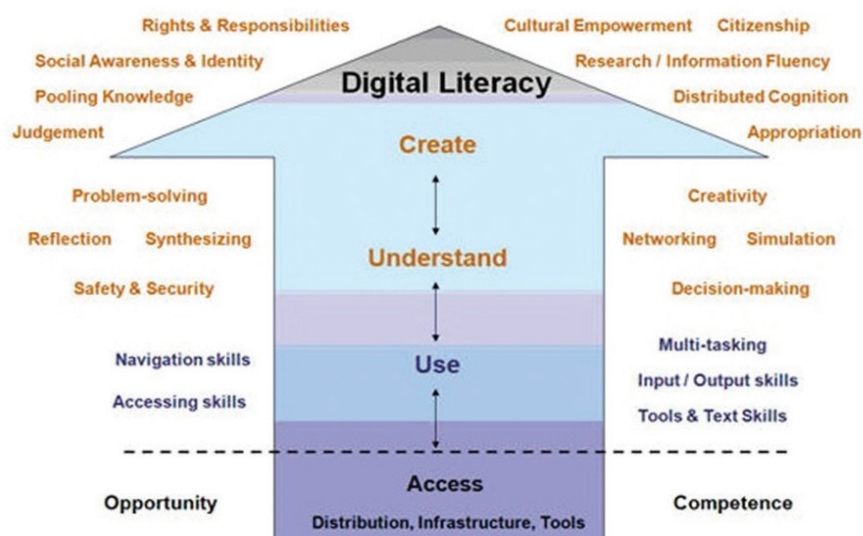 Rights & Responsibilities
Cultural Empowerment Citizenship
Social Awareness & Identity
Research / Information Fluency
Digital Literacy
Pooling Knowledge
Distributed Cognition
Judgement
Appropriation
Create
Problem-solving
Creativity
Reflection Synthesizing
Networking Simulation
Understand
Safety & Security
Decision-making
Multi-tasking
Navigation skills
Use
Input / Output skills
Accessing skills
Tools & Text Skills
Access
Opportunity
Competence
Distribution, Infrastructure, Tools